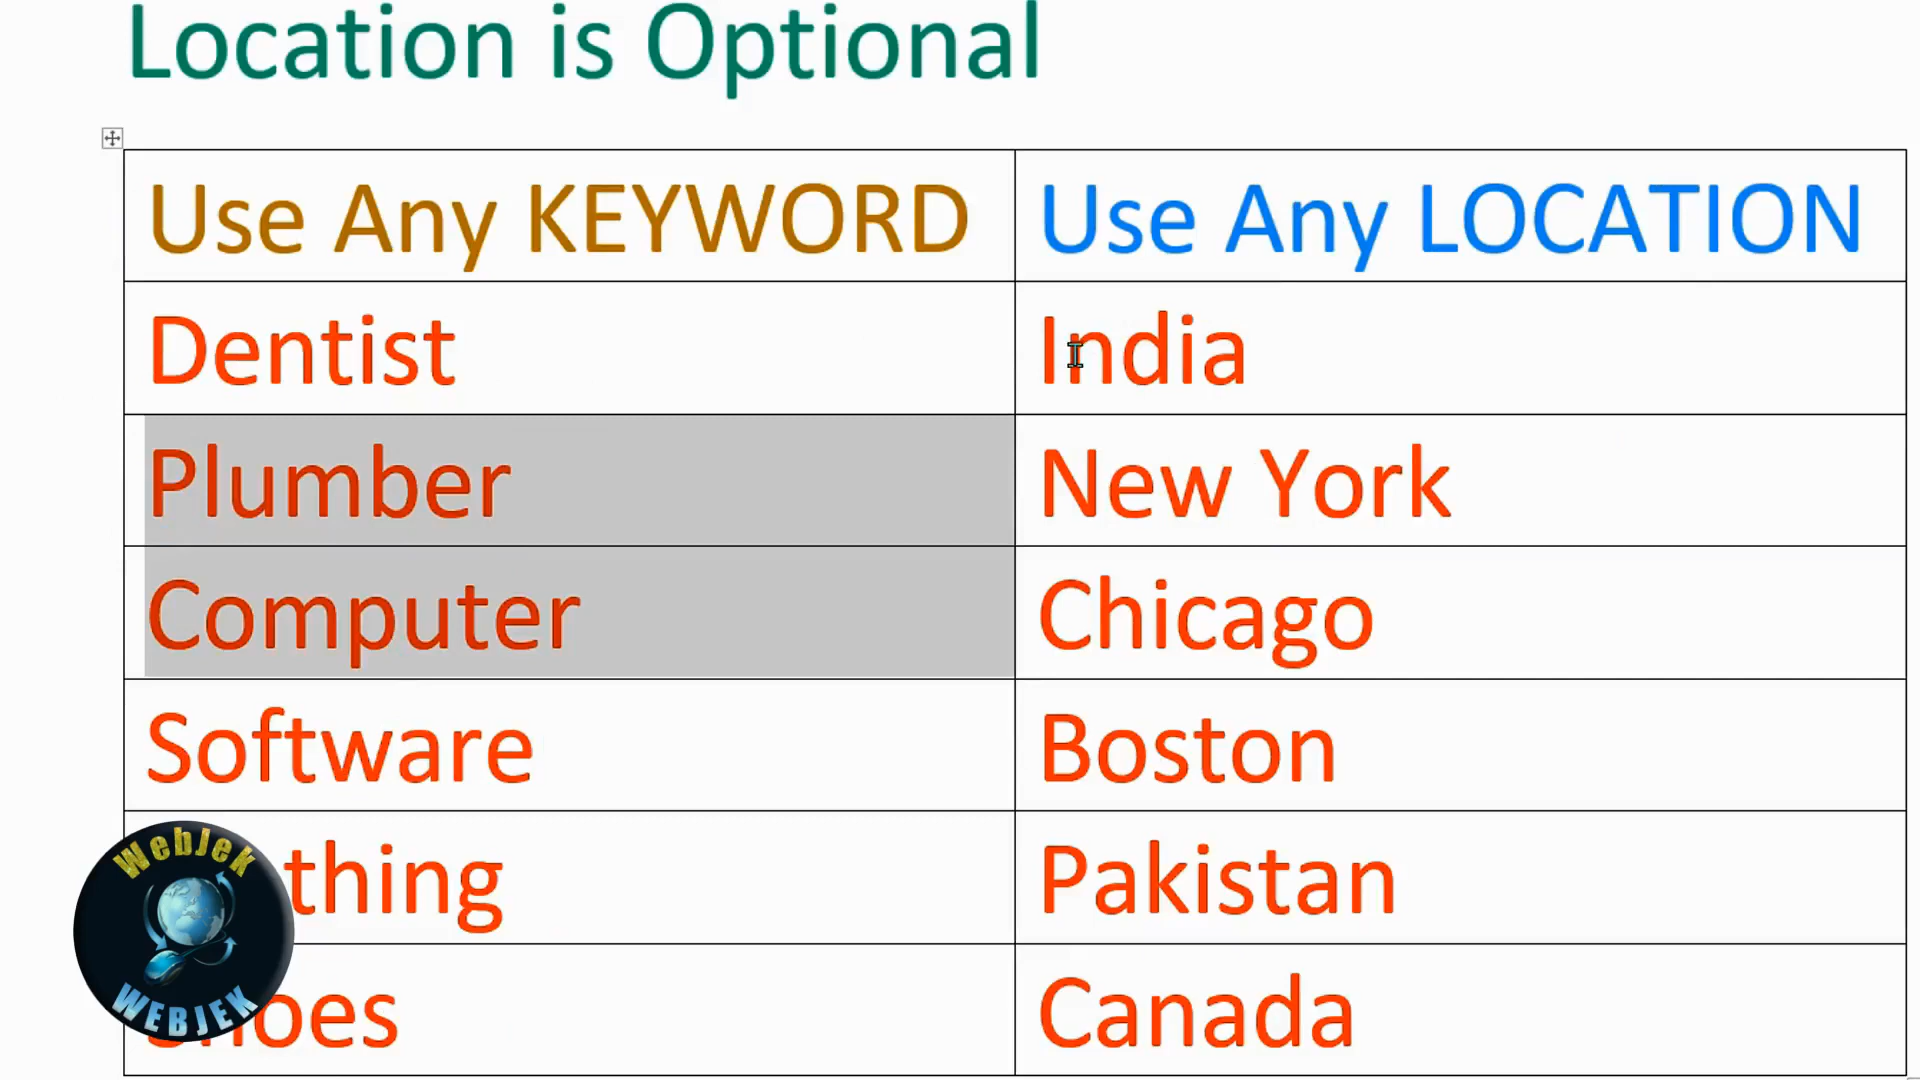 Location is Optional
Use Any KEYWORD Use Any LOCATION
Dentist India
Plumber New York
Computer Chicago
Software Boston
thing Pakistan
hoes Canada
WebJek
WEBJEK